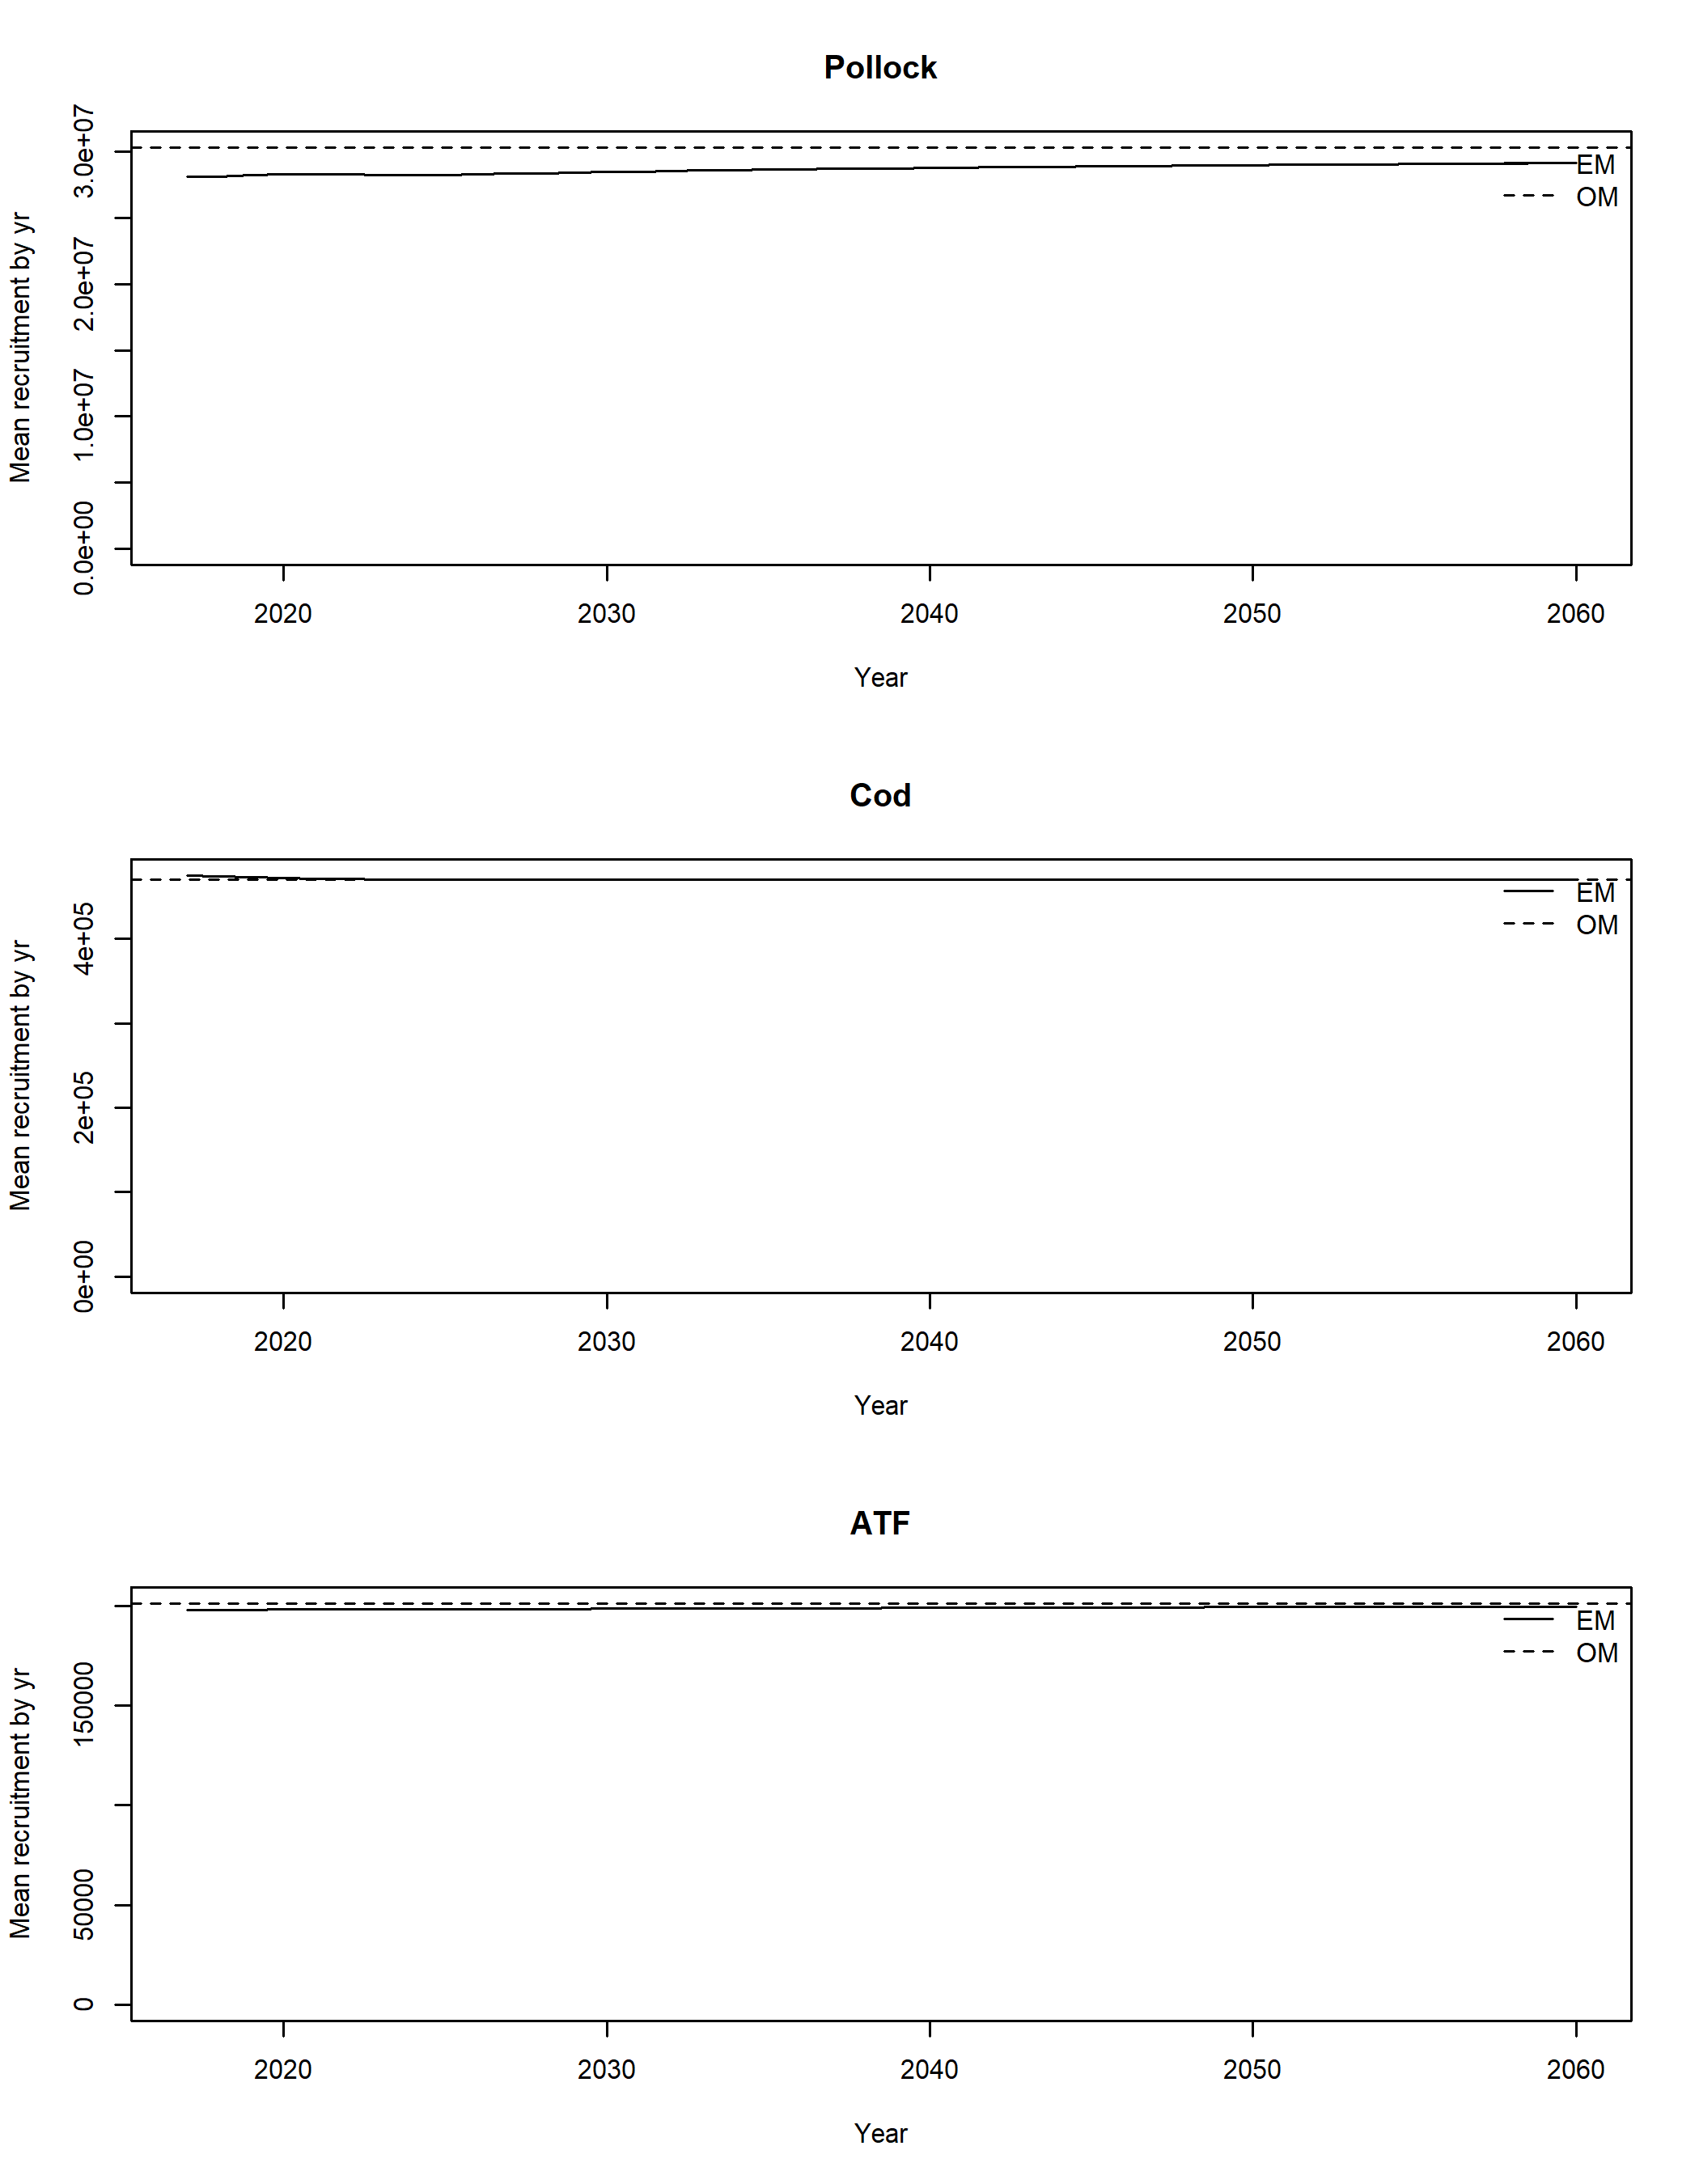 Pollock
Mean recruitment by yr
3.0e+07
2.0e+07
1.0e+07
0.0e+00
EM
OM
2020 2030 2040 2050 2060
Year
Cod
Mean recruitment by yr
4e+05
2e+05
0e+00
EM
OM
2020 2030 2040 2050 2060
Year
ATF
Mean recruitment by yr
150000
50000
0
EM
OM
2020 2030 2040 2050 2060
Year